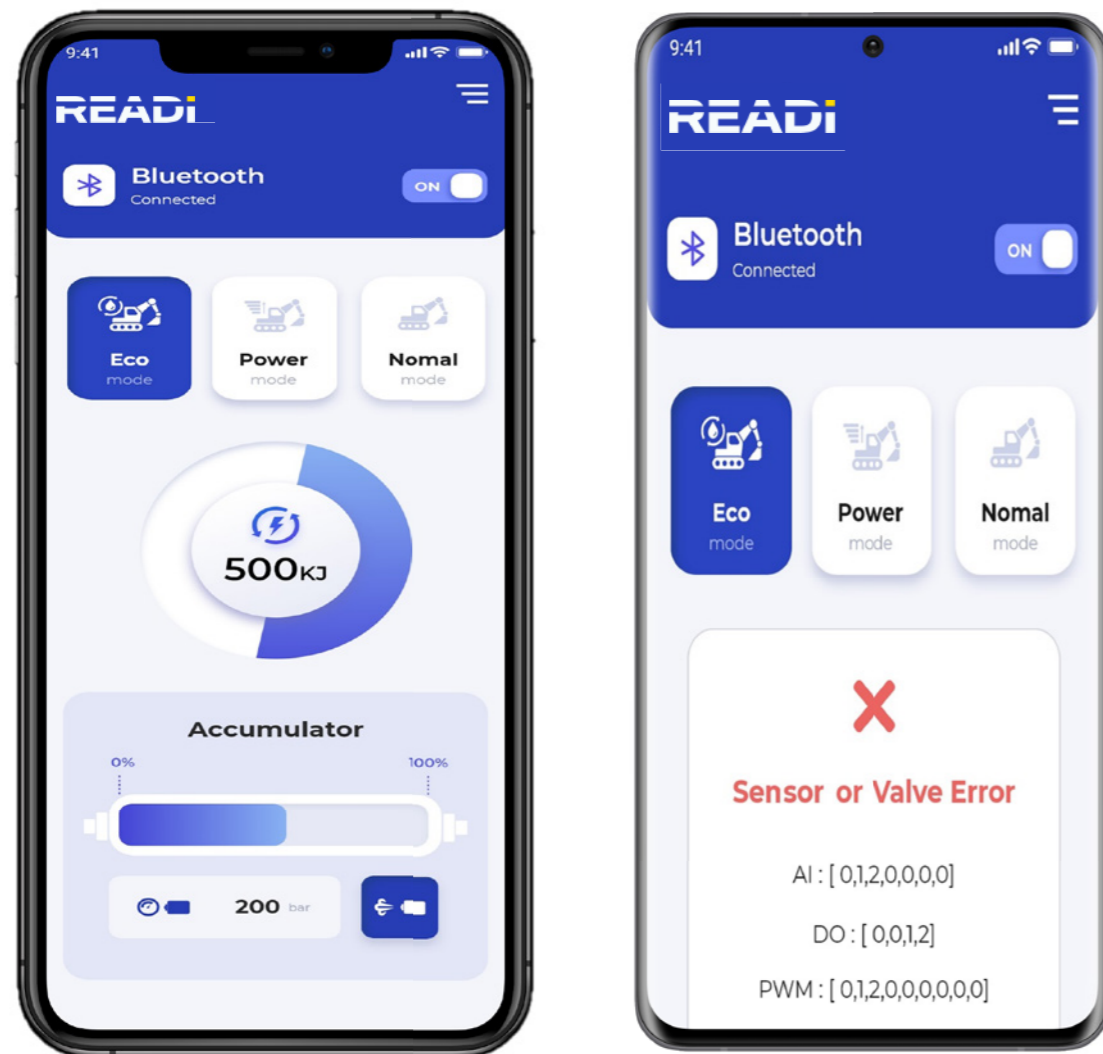 9:41
READi
Bluetooth
Connected
ON
Eco
mode
Power
mode
Nomal
mode
500KJ
Accumulator
0%
100%
200 bar
9:41
READi
Bluetooth
Connected
ON
Eco
mode
Power
mode
Nomal
mode
Sensor or Valve Error
AI : [ 0,1,2,0,0,0,0]
DO : [ 0,0,1,2]
PWM : [ 0,1,2,0,0,0,0,0,0]